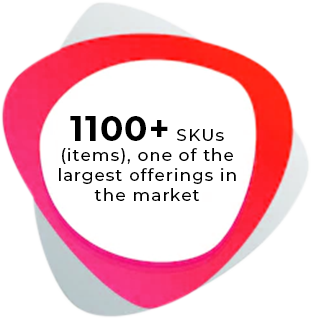 1100+ SKUs
(items), one of the
largest offerings in
the market